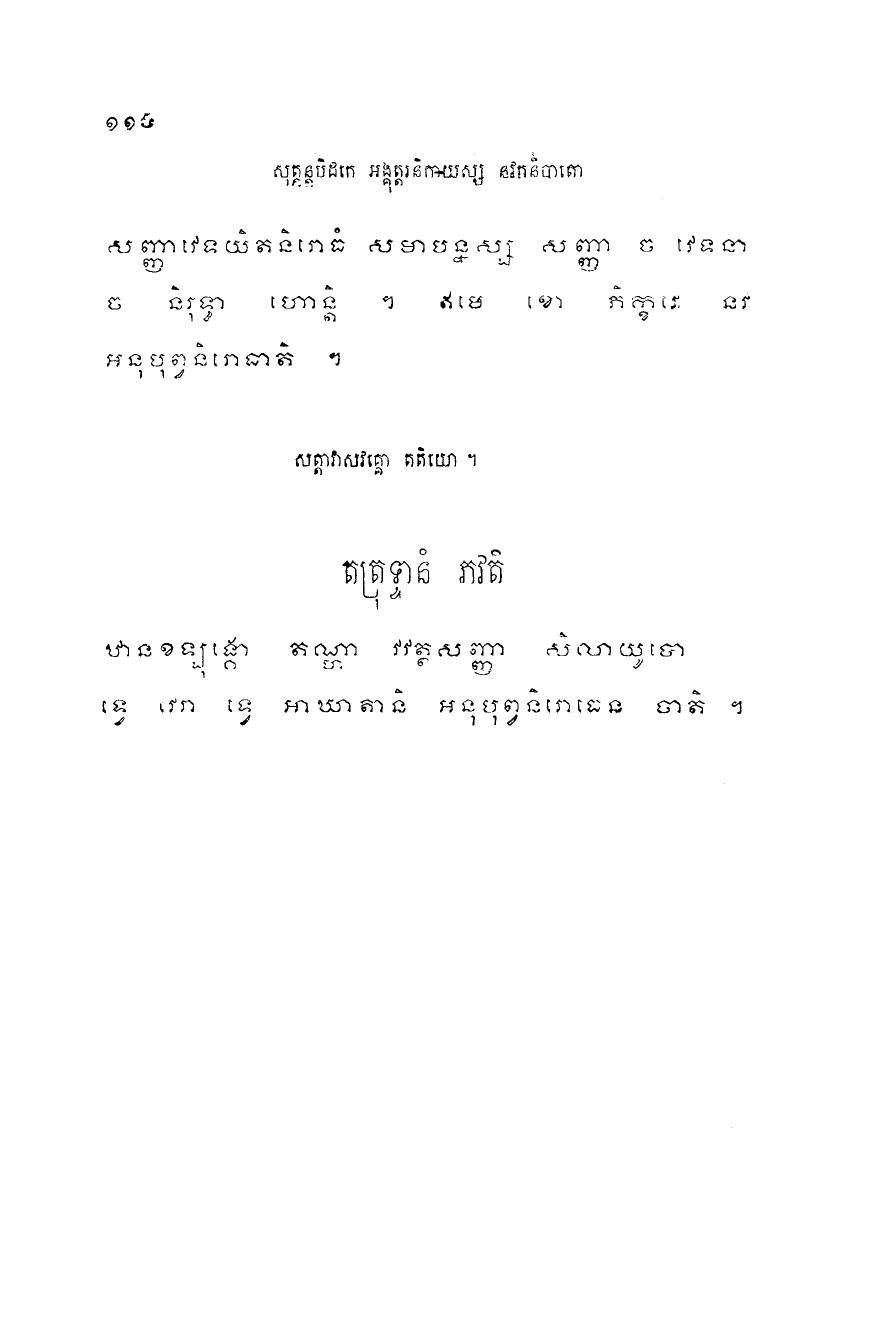 ១១៦
សុត្តន្តបិដកេ អង្គុត្តរនិកាយស្ស នវកនិបាតោ
សញ្ញាវេទយិតនិរោធំ សមាបន្នស្ស សញ្ញា ច វេទនា
ច និរុទ្ធា ហោន្តិ ។ ឥមេ ខោ ភិក្ខវេ នវ
អនុបុព្វនិរោធាតិ ។
សត្តាវាសវគ្គោ តតិយោ ។
តត្រុទ្ទានំ ភវតិ
ឋានខឡុង្កោ តណ្ហា វវត្ថសញ្ញា សិលាយូបោ
ទ្វេ វេរា ទ្វេ អាឃាតានិ អនុបុព្វនិរោធេន ចាតិ ។